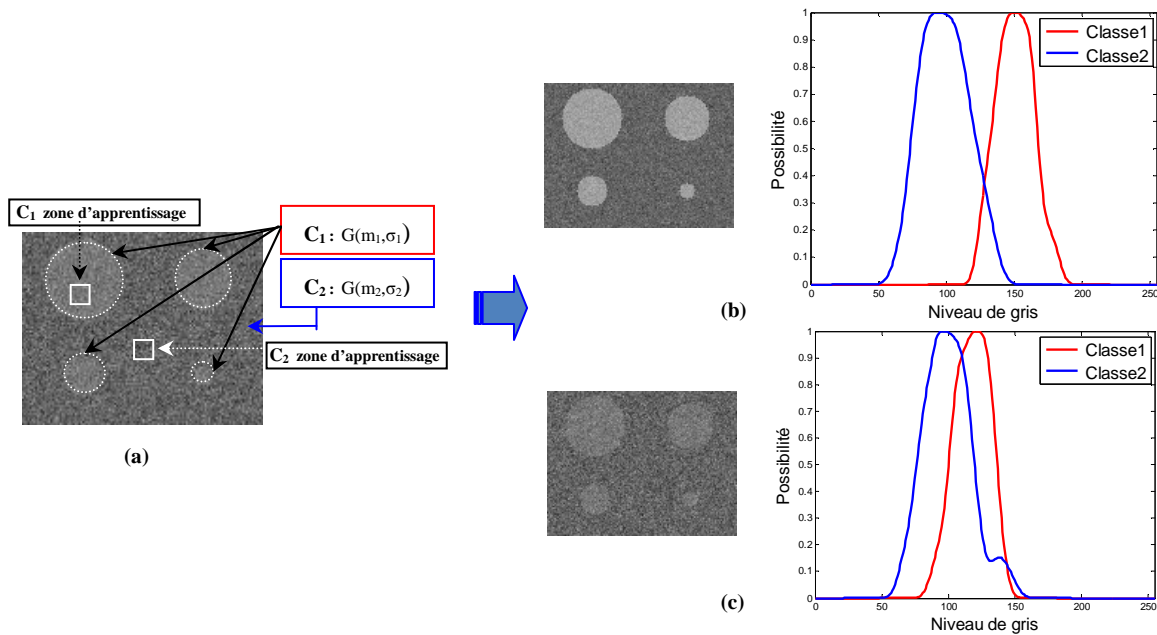 C₁ zone d'apprentissage
C₁ : G(m₁,σ₁)
C₂ : G(m₂,σ₂)
C₂ zone d'apprentissage
(a)
Possibilité
1
0.9
0.8
0.7
0.6
0.5
0.4
0.3
0.2
0.1
0
0 50 100 150 200 250
Niveau de gris
Classe1
Classe2
(b)
Possibilité
1
0.9
0.8
0.7
0.6
0.5
0.4
0.3
0.2
0.1
0
0 50 100 150 200 250
Niveau de gris
Classe1
Classe2
(c)